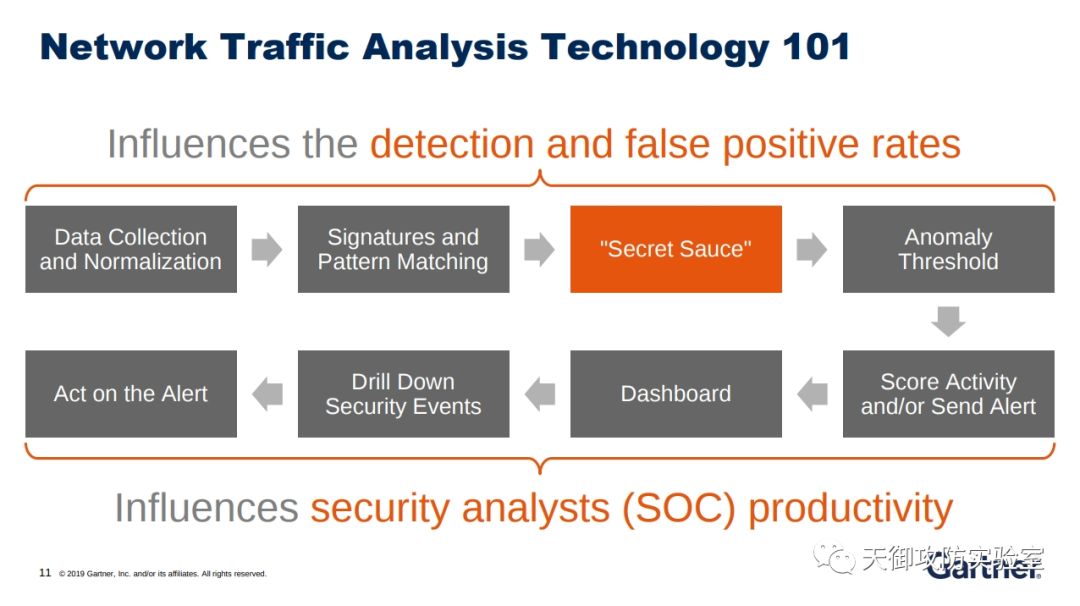 Network Traffic Analysis Technology 101
Influences the detection and false positive rates
Data Collection
and Normalization
Signatures and
Pattern Matching
"Secret Sauce"
Anomaly
Threshold
Act on the Alert
Drill Down
Security Events
Dashboard
Score Activity
and/or Send Alert
Influences security analysts (SOC) productivity
11 © 2019 Gartner, Inc. and/or its affiliates. All rights reserved.
天御攻防实验室
Gartner